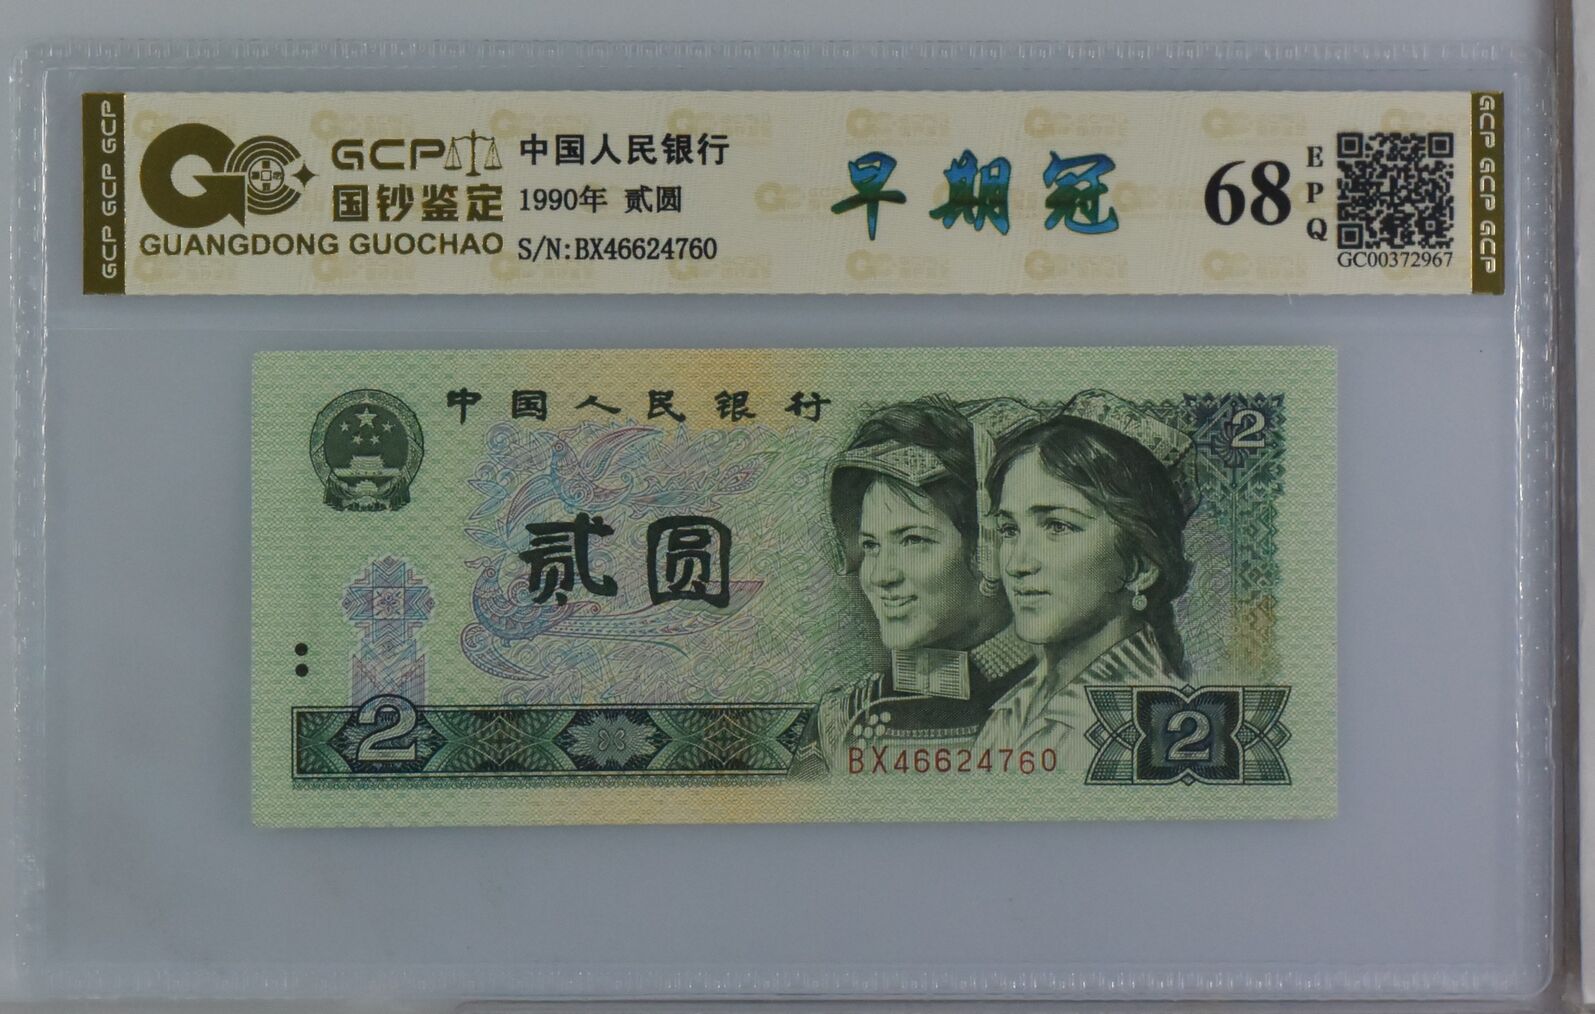 GCP GCP GCP
GC
GCP
国钞鉴定
GUANGDONG GUOCHAO
中国人民银行
1990年 贰圆
S/N:BX46624760
早期冠
68
EPQ
GC00372967
GCP GCP GCP
中国人民银行
2
贰圆
2
BX46624760
2